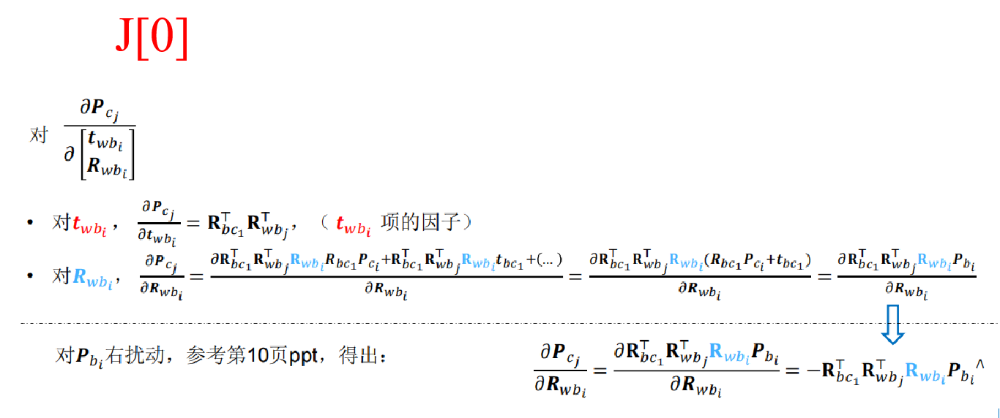 J[0]
对 $\frac{\partial \boldsymbol{P}_{c_j}}{\partial \begin{bmatrix} \boldsymbol{t}_{wb_i} \\ \boldsymbol{R}_{wb_i} \end{bmatrix}}$
• 对$\boldsymbol{t}_{wb_i}$，$\frac{\partial \boldsymbol{P}_{c_j}}{\partial t_{wb_i}} = \mathbf{R}_{bc_1}^\top \mathbf{R}_{wb_j}^\top$，（ $\boldsymbol{t}_{wb_i}$ 项的因子）
• 对$\boldsymbol{R}_{wb_i}$，$\frac{\partial \boldsymbol{P}_{c_j}}{\partial \boldsymbol{R}_{wb_i}} = \frac{\partial \mathbf{R}_{bc_1}^\top \mathbf{R}_{wb_j}^\top \mathbf{R}_{wb_i} R_{bc_1} P_{c_i} + \mathbf{R}_{bc_1}^\top \mathbf{R}_{wb_j}^\top \mathbf{R}_{wb_i} \boldsymbol{t}_{bc_1} + (\ldots)}{\partial \boldsymbol{R}_{wb_i}} = \frac{\partial \mathbf{R}_{bc_1}^\top \mathbf{R}_{wb_j}^\top \mathbf{R}_{wb_i} (\boldsymbol{R}_{bc_1} \boldsymbol{P}_{c_i} + \boldsymbol{t}_{bc_1})}{\partial \boldsymbol{R}_{wb_i}} = \frac{\partial \mathbf{R}_{bc_1}^\top \mathbf{R}_{wb_j}^\top \mathbf{R}_{wb_i} \boldsymbol{P}_{b_i}}{\partial \boldsymbol{R}_{wb_i}}$
对$\boldsymbol{P}_{b_i}$右扰动，参考第10页ppt，得出： $\frac{\partial \boldsymbol{P}_{c_j}}{\partial \boldsymbol{R}_{wb_i}} = \frac{\partial \mathbf{R}_{bc_1}^\top \mathbf{R}_{wb_j}^\top \mathbf{R}_{wb_i} \boldsymbol{P}_{b_i}}{\partial \boldsymbol{R}_{wb_i}} = -\mathbf{R}_{bc_1}^\top \mathbf{R}_{wb_j}^\top \mathbf{R}_{wb_i} \boldsymbol{P}_{b_i}{}^\wedge$